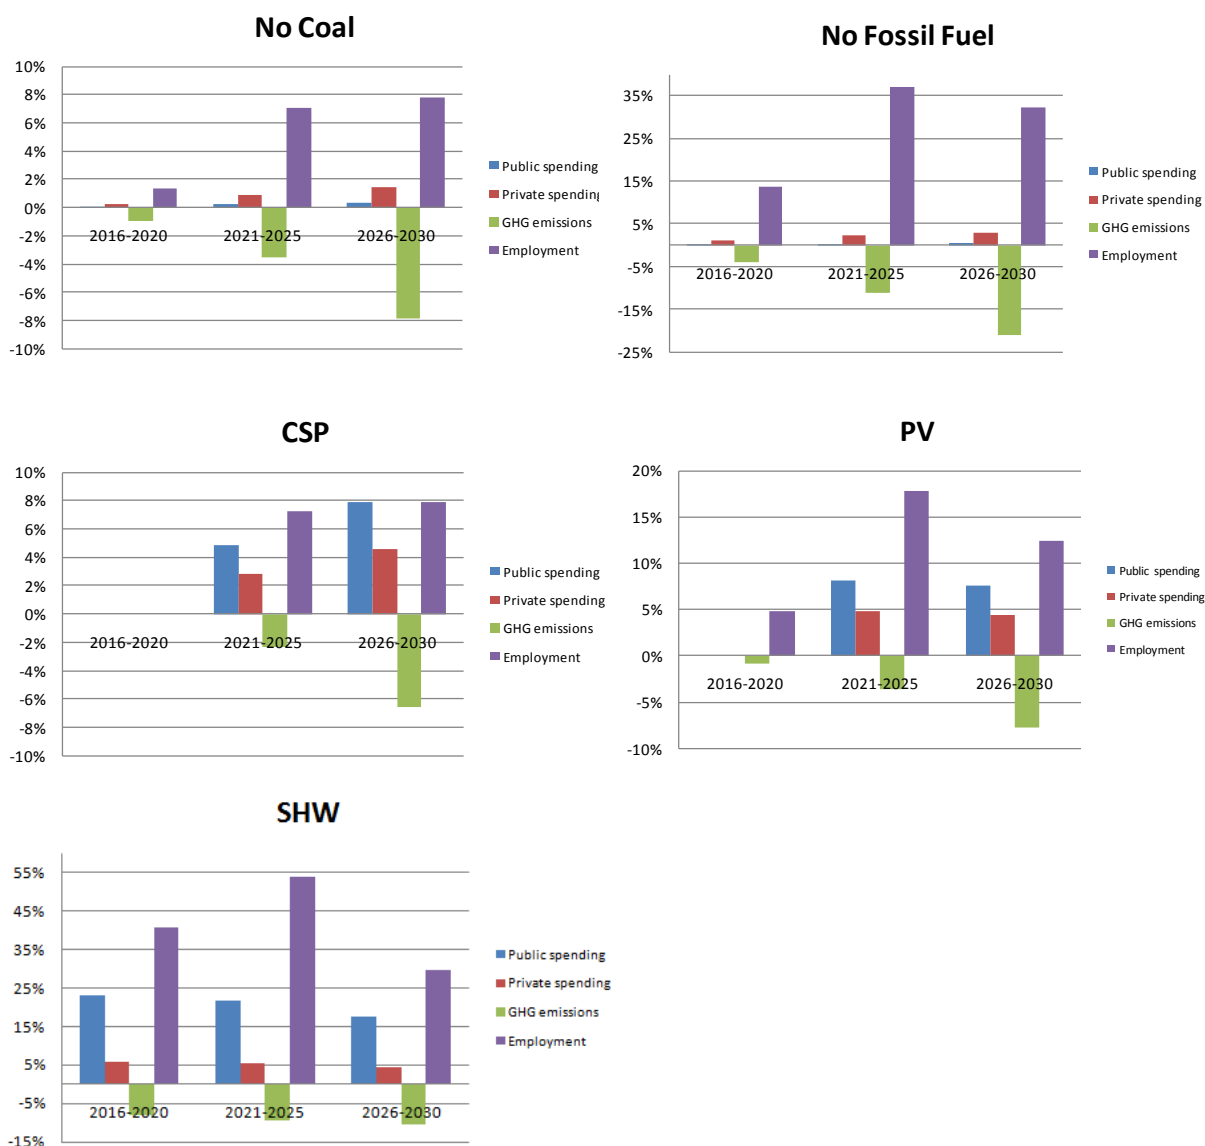 No Coal
10%
8%
6%
4%
2%
0%
-2%
-4%
-6%
-8%
-10%
2016-2020 2021-2025 2026-2030
Public spending
Private spending
GHG emissions
Employment
No Fossil Fuel
35%
25%
15%
5%
-5%
-15%
-25%
2016-2020 2021-2025 2026-2030
Public spending
Private spending
GHG emissions
Employment
CSP
10%
8%
6%
4%
2%
0%
-2%
-4%
-6%
-8%
-10%
2016-2020 2021-2025 2026-2030
Public spending
Private spending
GHG emissions
Employment
PV
20%
15%
10%
5%
0%
-5%
-10%
2016-2020 2021-2025 2026-2030
Public spending
Private spending
GHG emissions
Employment
SHW
55%
45%
35%
25%
15%
5%
-5%
-15%
2016-2020 2021-2025 2026-2030
Public spending
Private spending
GHG emissions
Employment